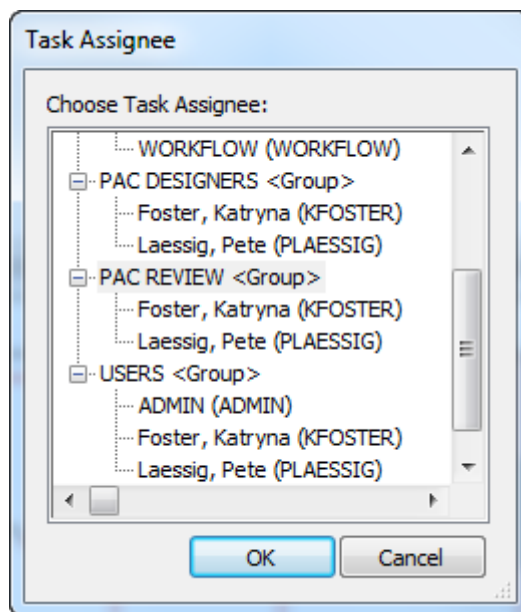 Task Assignee
Choose Task Assignee:
WORKFLOW (WORKFLOW)
PAC DESIGNERS <Group>
Foster, Katryna (KFOSTER)
Laessig, Pete (PLAESSIG)
PAC REVIEW <Group>
Foster, Katryna (KFOSTER)
Laessig, Pete (PLAESSIG)
USERS <Group>
ADMIN (ADMIN)
Foster, Katryna (KFOSTER)
Laessig, Pete (PLAESSIG)
OK Cancel